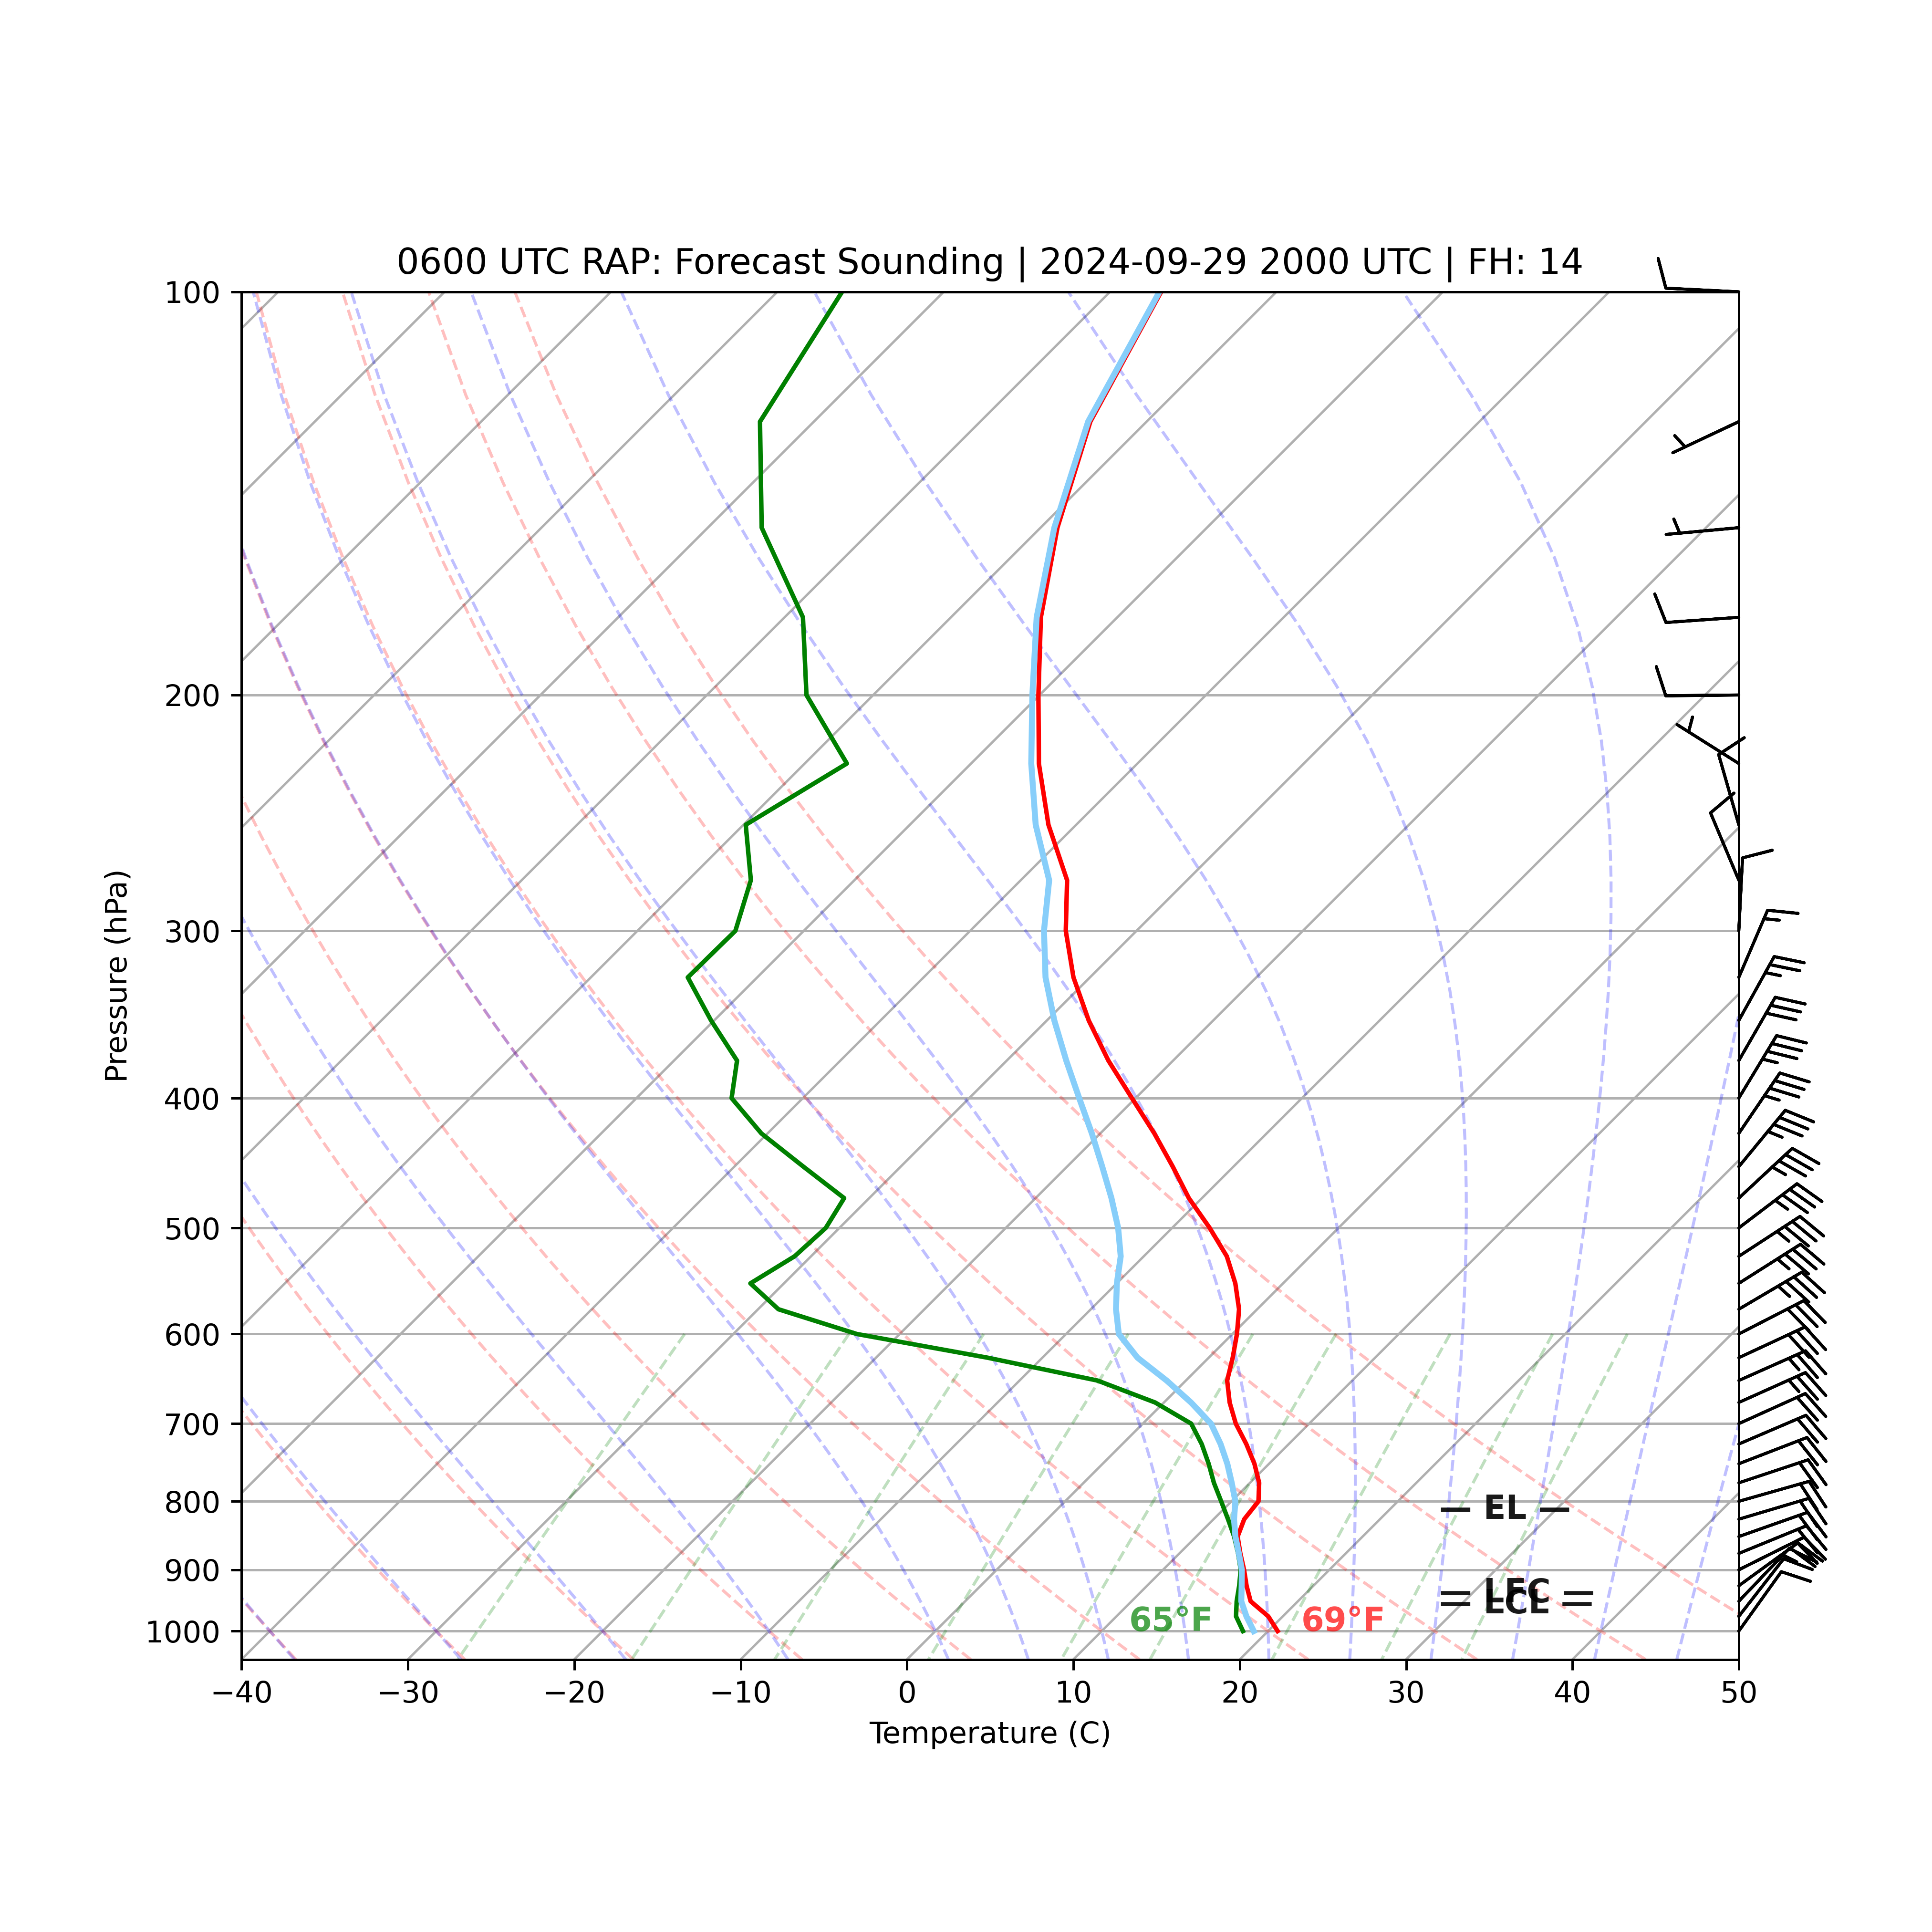 0600 UTC RAP: Forecast Sounding | 2024-09-29 2000 UTC | FH: 14
100
200
300
400
500
600
700
800
900
1000
Pressure (hPa)
— EL —
— LFC —
— LCL —
65°F
69°F
−40 −30 −20 −10 0 10 20 30 40 50
Temperature (C)